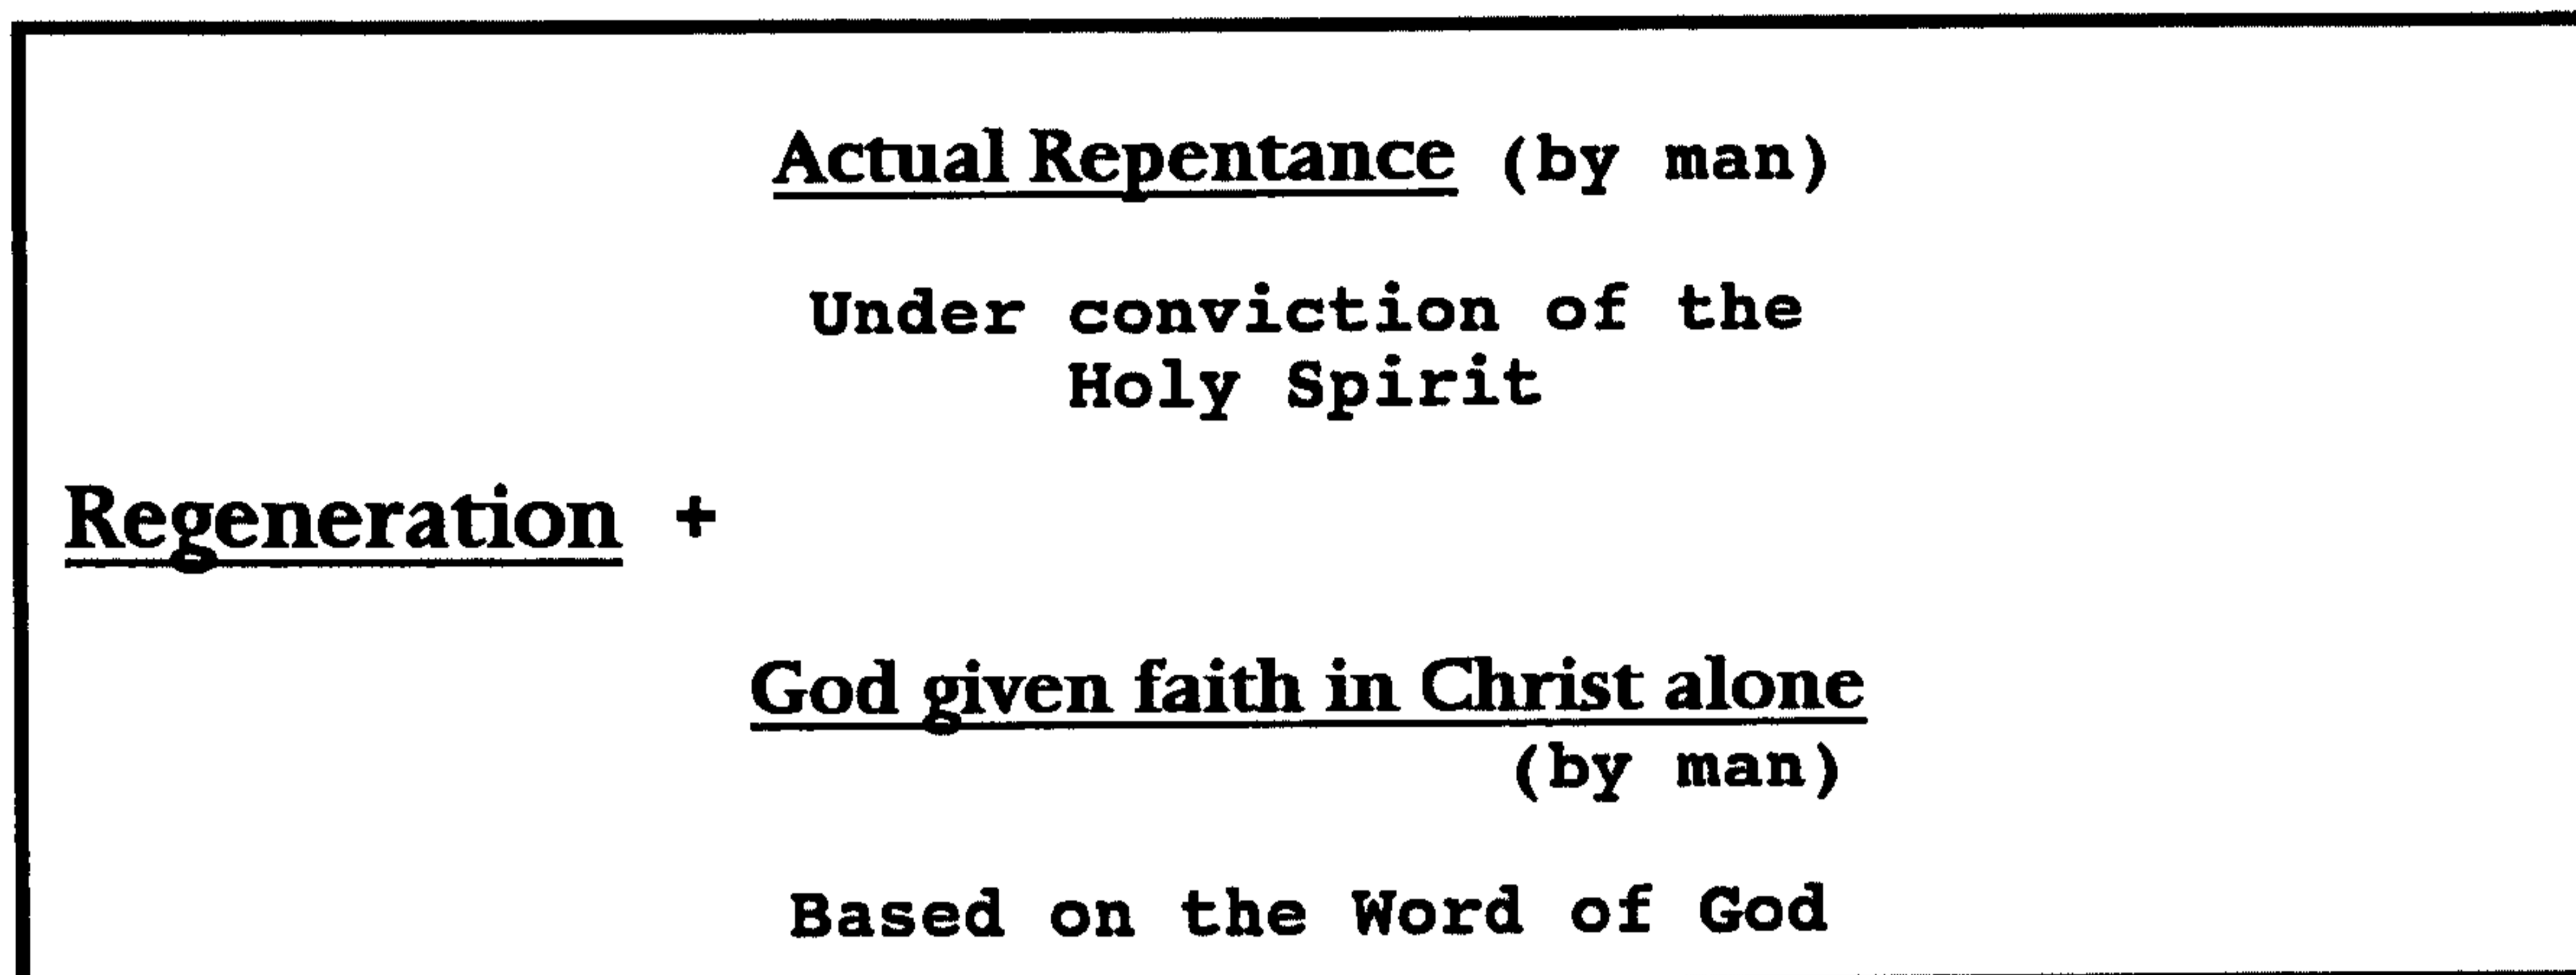 Actual Repentance (by man)
Under conviction of the
Holy Spirit
Regeneration +
God given faith in Christ alone
(by man)
Based on the Word of God